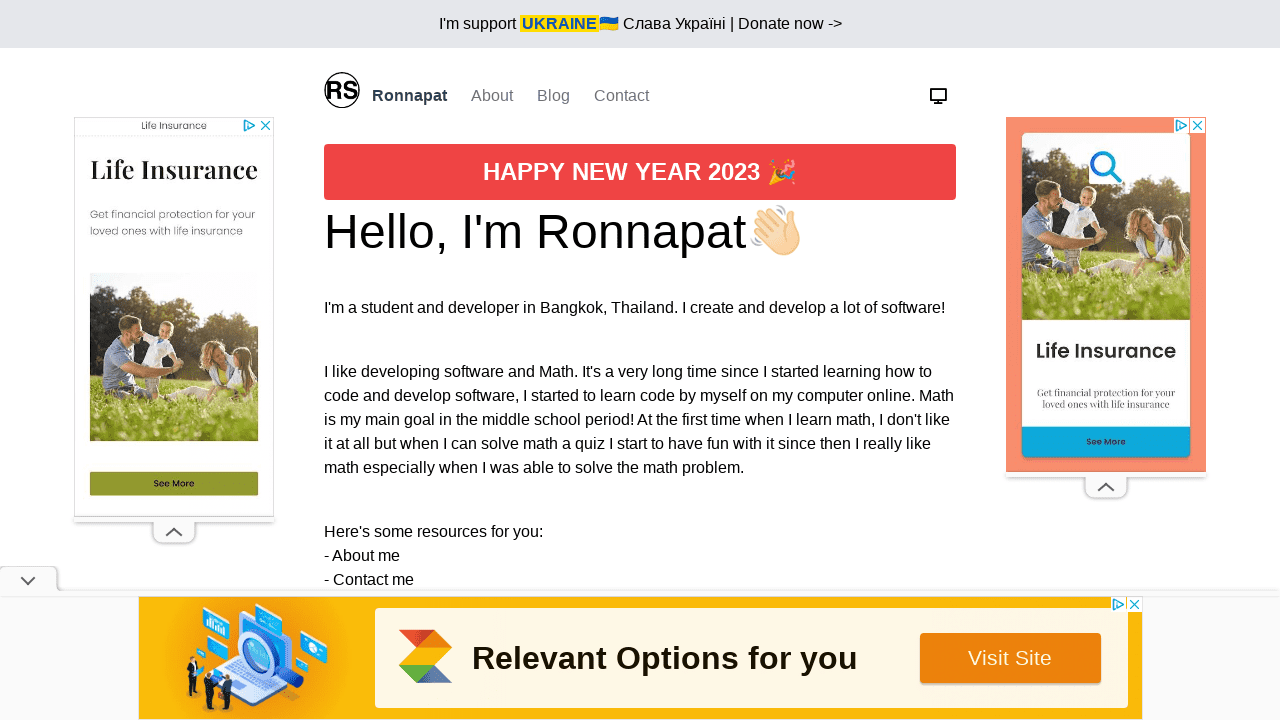 I'm support UKRAINE🇺🇦 Слава Україні | Donate now ->
RS
Ronnapat About Blog Contact
Life Insurance
Life Insurance
Get financial protection for your
loved ones with life insurance
See More
HAPPY NEW YEAR 2023 🎉
Hello, I'm Ronnapat👋🏻
I'm a student and developer in Bangkok, Thailand. I create and develop a lot of software!
I like developing software and Math. It's a very long time since I started learning how to
code and develop software, I started to learn code by myself on my computer online. Math
is my main goal in the middle school period! At the first time when I learn math, I don't like
it at all but when I can solve math a quiz I start to have fun with it since then I really like
math especially when I was able to solve the math problem.
Here's some resources for you:
- About me
- Contact me
Life Insurance
Get financial protection for your
loved ones with life insurance
See More
Relevant Options for you
Visit Site